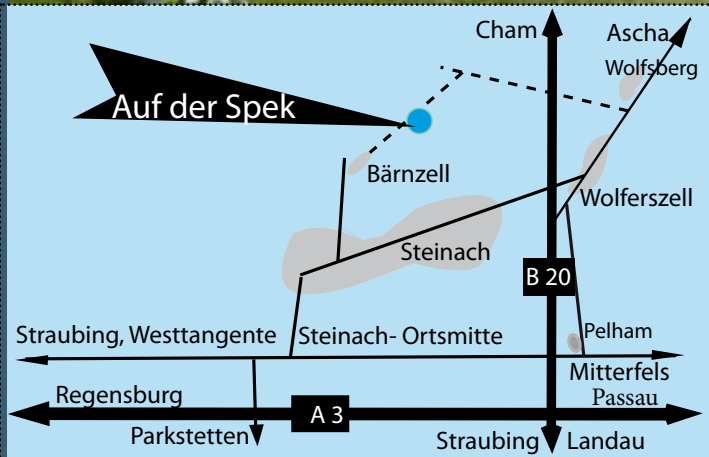 Cham
Ascha
Wolfsberg
Auf der Spek
Bärnzell
Wolferszell
Steinach
B 20
Straubing, Westtangente
Steinach- Ortsmitte
Pelham
Mitterfels
Regensburg
Passau
A 3
Parkstetten
Straubing
Landau